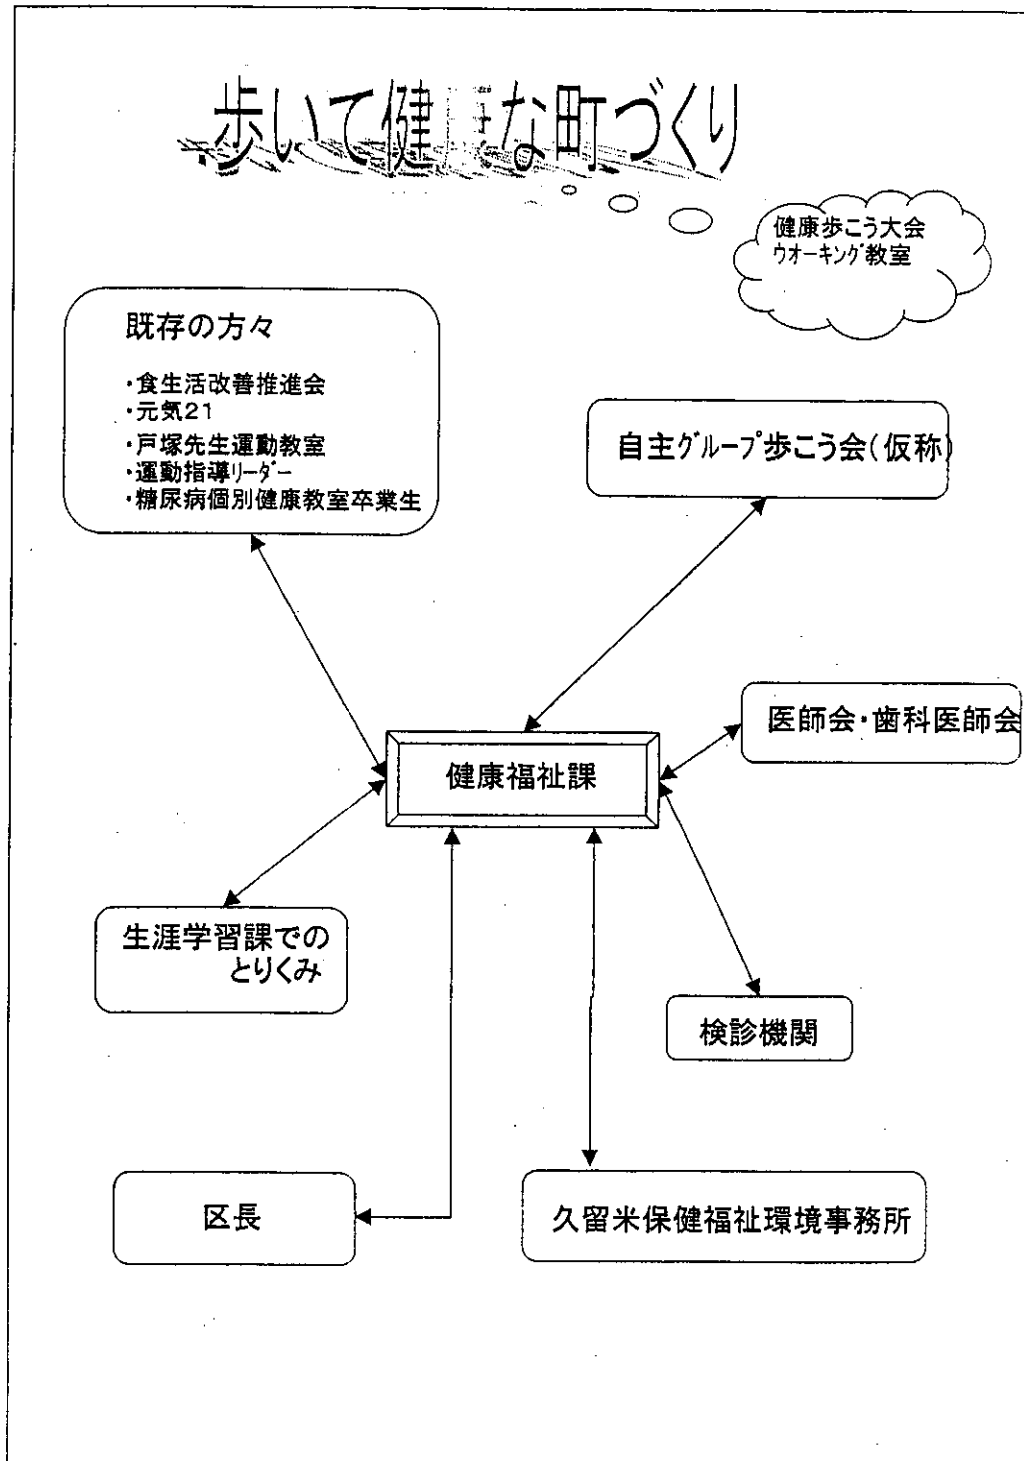 歩いて健康な町づくり
健康歩こう大会
ウオーキング教室
既存の方々
・食生活改善推進会
・元気21
・戸塚先生運動教室
・運動指導リーダー
・糖尿病個別健康教室卒業生
自主グループ歩こう会(仮称)
医師会・歯科医師会
健康福祉課
生涯学習課での
とりくみ
検診機関
区長
久留米保健福祉環境事務所